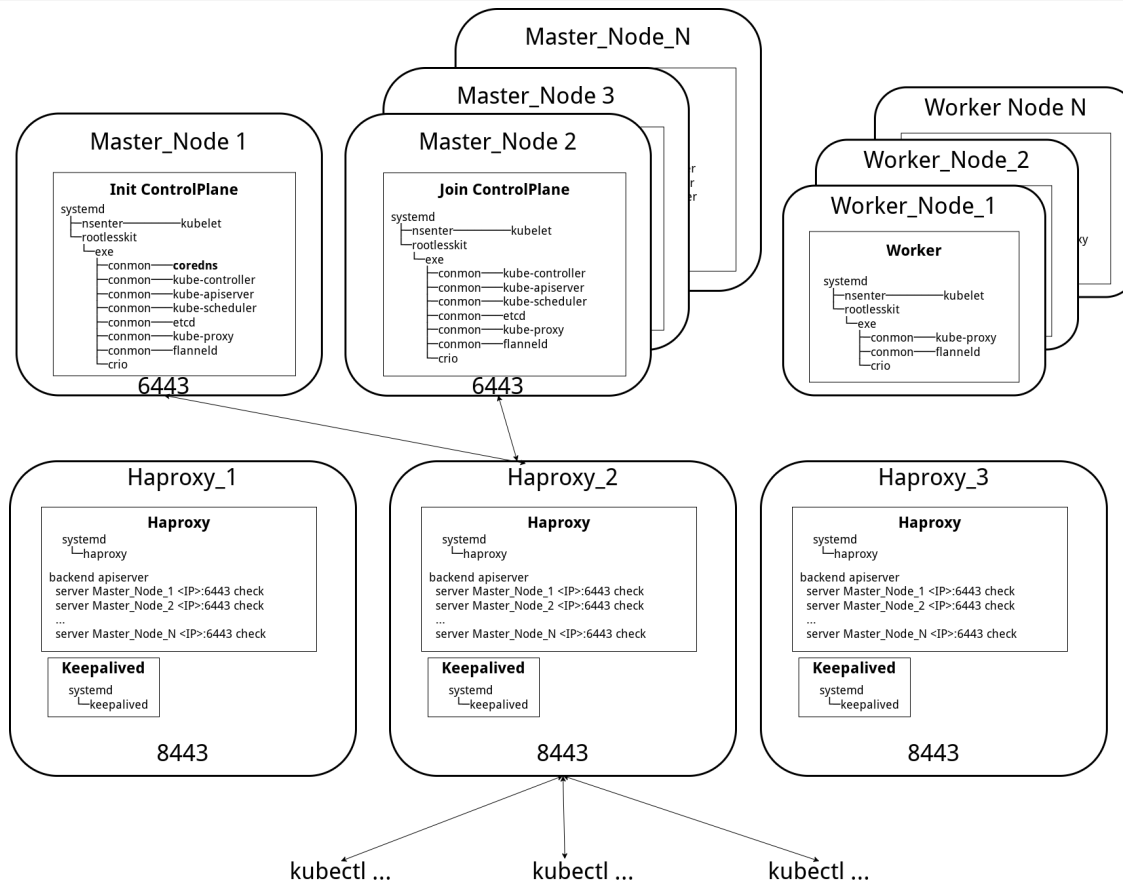 Master_Node_N
er
r
er
Master_Node 3
Master_Node 1
Init ControlPlane
systemd
nsenter kubelet
rootlesskit
exe
conmon coredns
conmon kube-controller
conmon kube-apiserver
conmon kube-scheduler
conmon etcd
conmon kube-proxy
conmon flanneld
crio
6443
Master_Node 2
Join ControlPlane
systemd
nsenter kubelet
rootlesskit
exe
conmon kube-controller
conmon kube-apiserver
conmon kube-scheduler
conmon etcd
conmon kube-proxy
conmon flanneld
crio
6443
Worker Node N
xy
Worker_Node_2
Worker_Node_1
Worker
systemd
nsenter kubelet
rootlesskit
exe
conmon kube-proxy
conmon flanneld
crio
Haproxy_1
Haproxy
systemd
haproxy
backend apiserver
server Master_Node_1 <IP>:6443 check
server Master_Node_2 <IP>:6443 check
...
server Master_Node_N <IP>:6443 check
Keepalived
systemd
keepalived
8443
Haproxy_2
Haproxy
systemd
haproxy
backend apiserver
server Master_Node_1 <IP>:6443 check
server Master_Node_2 <IP>:6443 check
...
server Master_Node_N <IP>:6443 check
Keepalived
systemd
keepalived
8443
Haproxy_3
Haproxy
systemd
haproxy
backend apiserver
server Master_Node_1 <IP>:6443 check
server Master_Node_2 <IP>:6443 check
...
server Master_Node_N <IP>:6443 check
Keepalived
systemd
keepalived
8443
kubectl ...
kubectl ...
kubectl ...